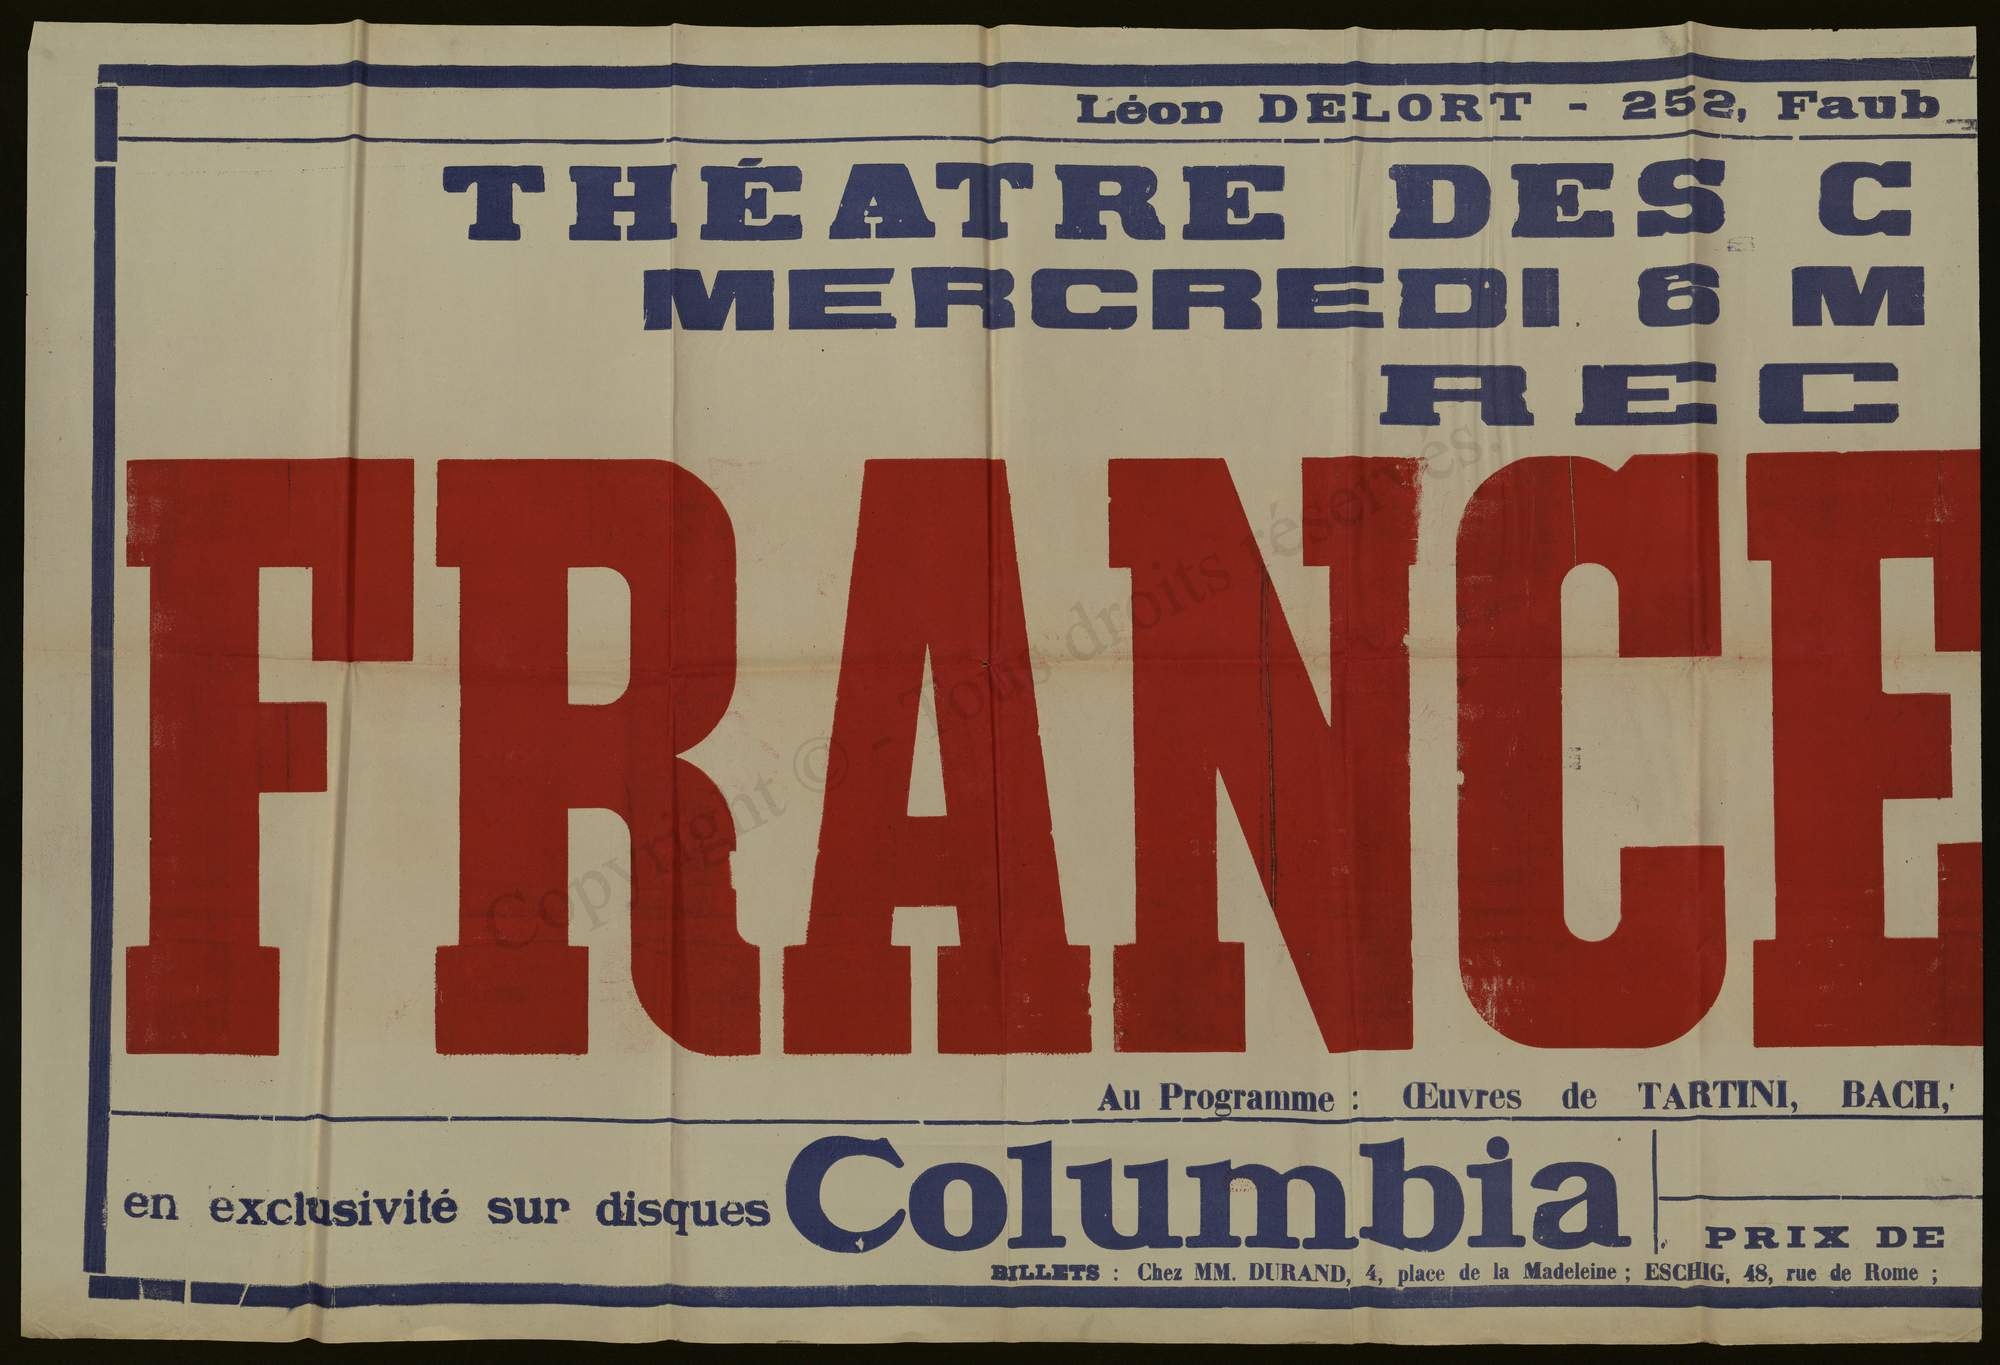 Léon DELORT - 252, Faub
THÉATRE DES C
MERCREDI 6 M
REC
FRANCE
Au Programme : Œuvres de TARTINI, BACH,
en exclusivité sur disques Columbia
PRIX DE
BILLETS : Chez MM. DURAND, 4, place de la Madeleine ; ESCHIG, 48, rue de Rome ;
Copyright © - Tous droits réservés.